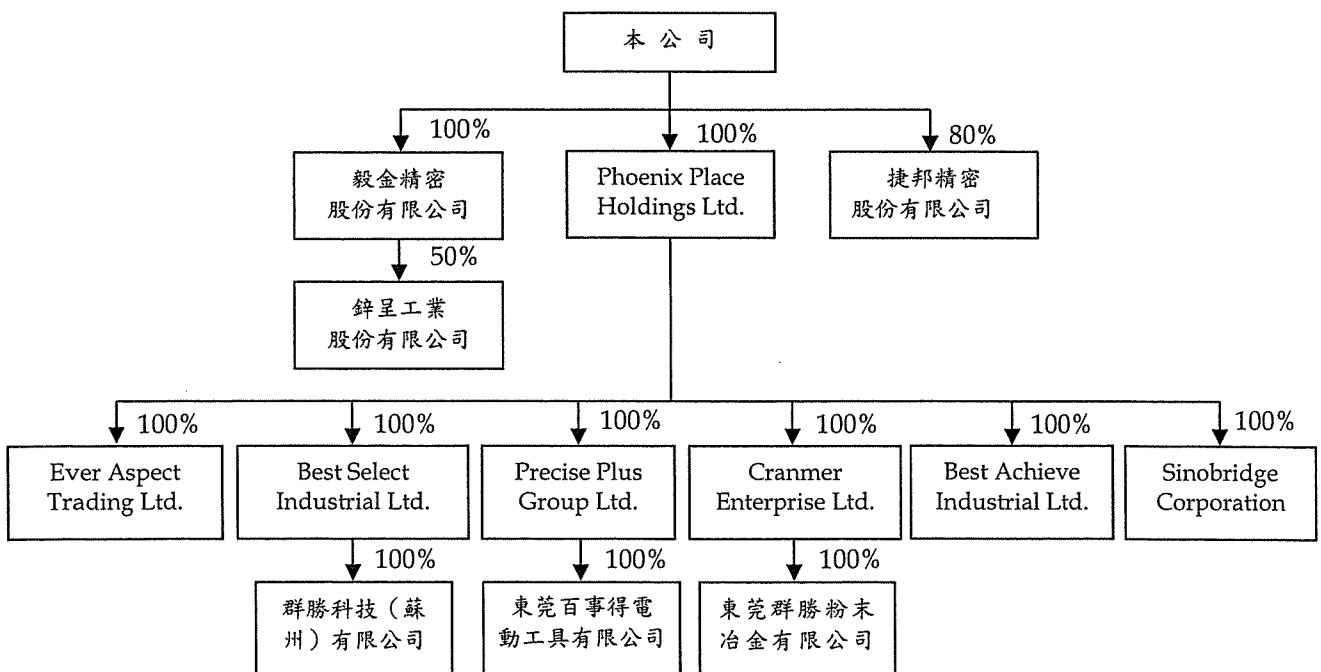 本公司
100%
100%
80%
毅金精密
股份有限公司
Phoenix Place
Holdings Ltd.
捷邦精密
股份有限公司
50%
鋅呈工業
股份有限公司
100%
100%
100%
100%
100%
100%
Ever Aspect
Trading Ltd.
Best Select
Industrial Ltd.
Precise Plus
Group Ltd.
Cranmer
Enterprise Ltd.
Best Achieve
Industrial Ltd.
Sinobridge
Corporation
100%
100%
100%
群勝科技（蘇
州）有限公司
東莞百事得電
動工具有限公司
東莞群勝粉末
冶金有限公司